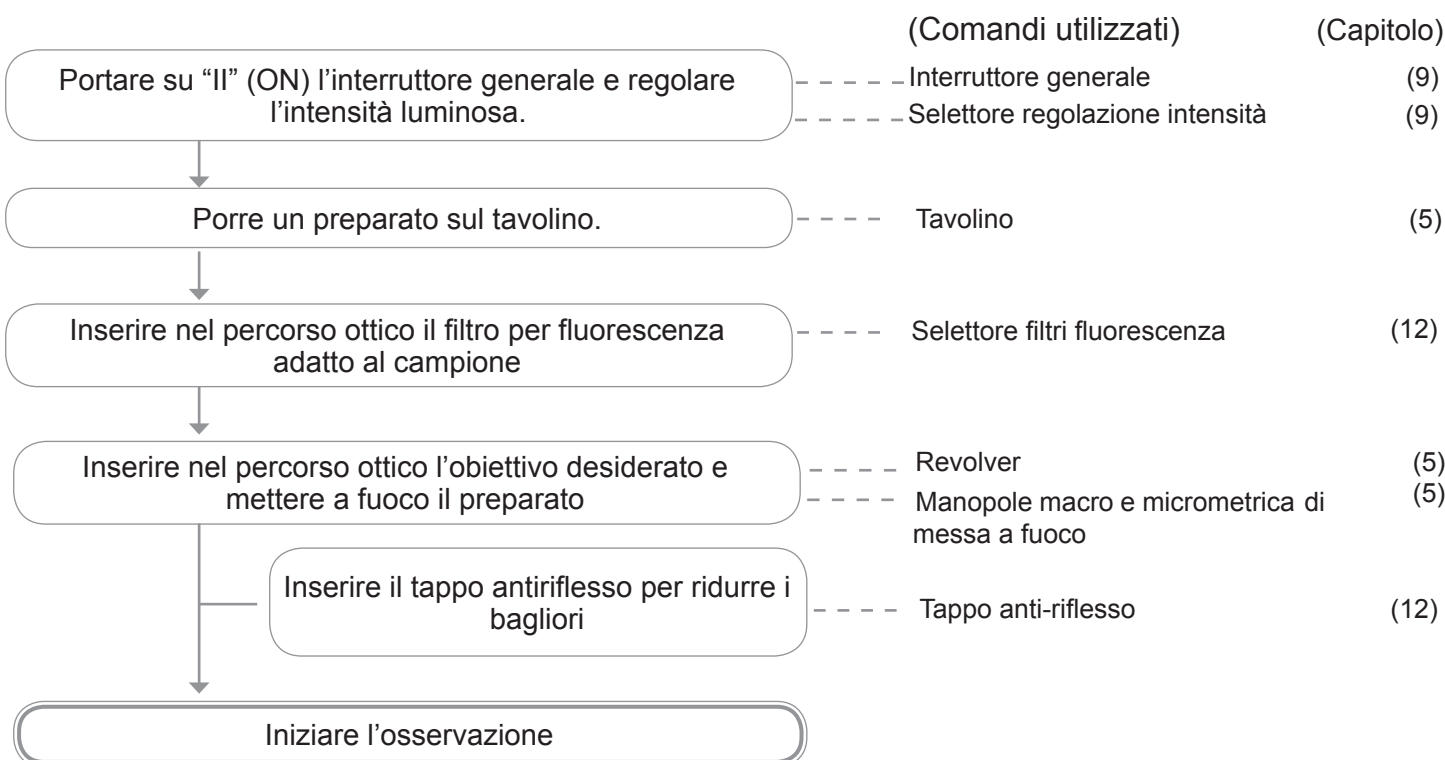 (Comandi utilizzati) (Capitolo)
Portare su “II” (ON) l’interruttore generale e regolare
l’intensità luminosa.
Interruttore generale (9)
Selettore regolazione intensità (9)
Porre un preparato sul tavolino.
Tavolino (5)
Inserire nel percorso ottico il filtro per fluorescenza
adatto al campione
Selettore filtri fluorescenza (12)
Inserire nel percorso ottico l’obiettivo desiderato e
mettere a fuoco il preparato
Revolver (5)
Manopole macro e micrometrica di (5)
messa a fuoco
Inserire il tappo antiriflesso per ridurre i
bagliori
Tappo anti-riflesso (12)
Iniziare l’osservazione